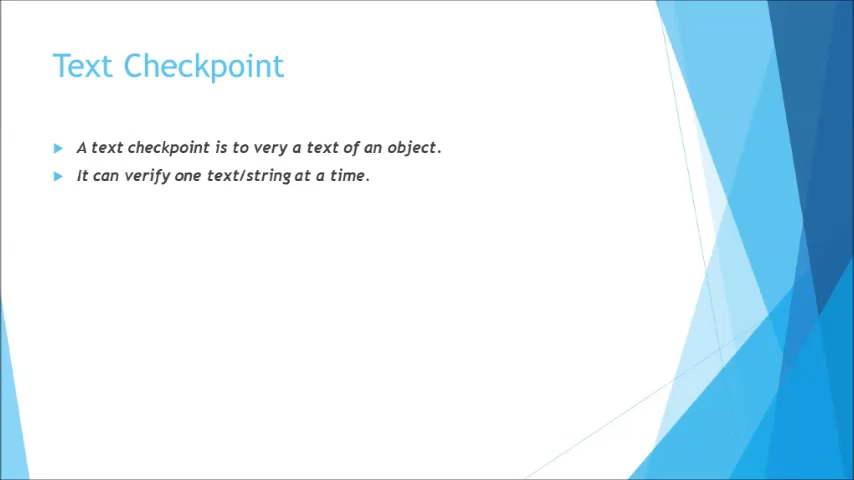 Text Checkpoint
A text checkpoint is to very a text of an object.
It can verify one text/string at a time.